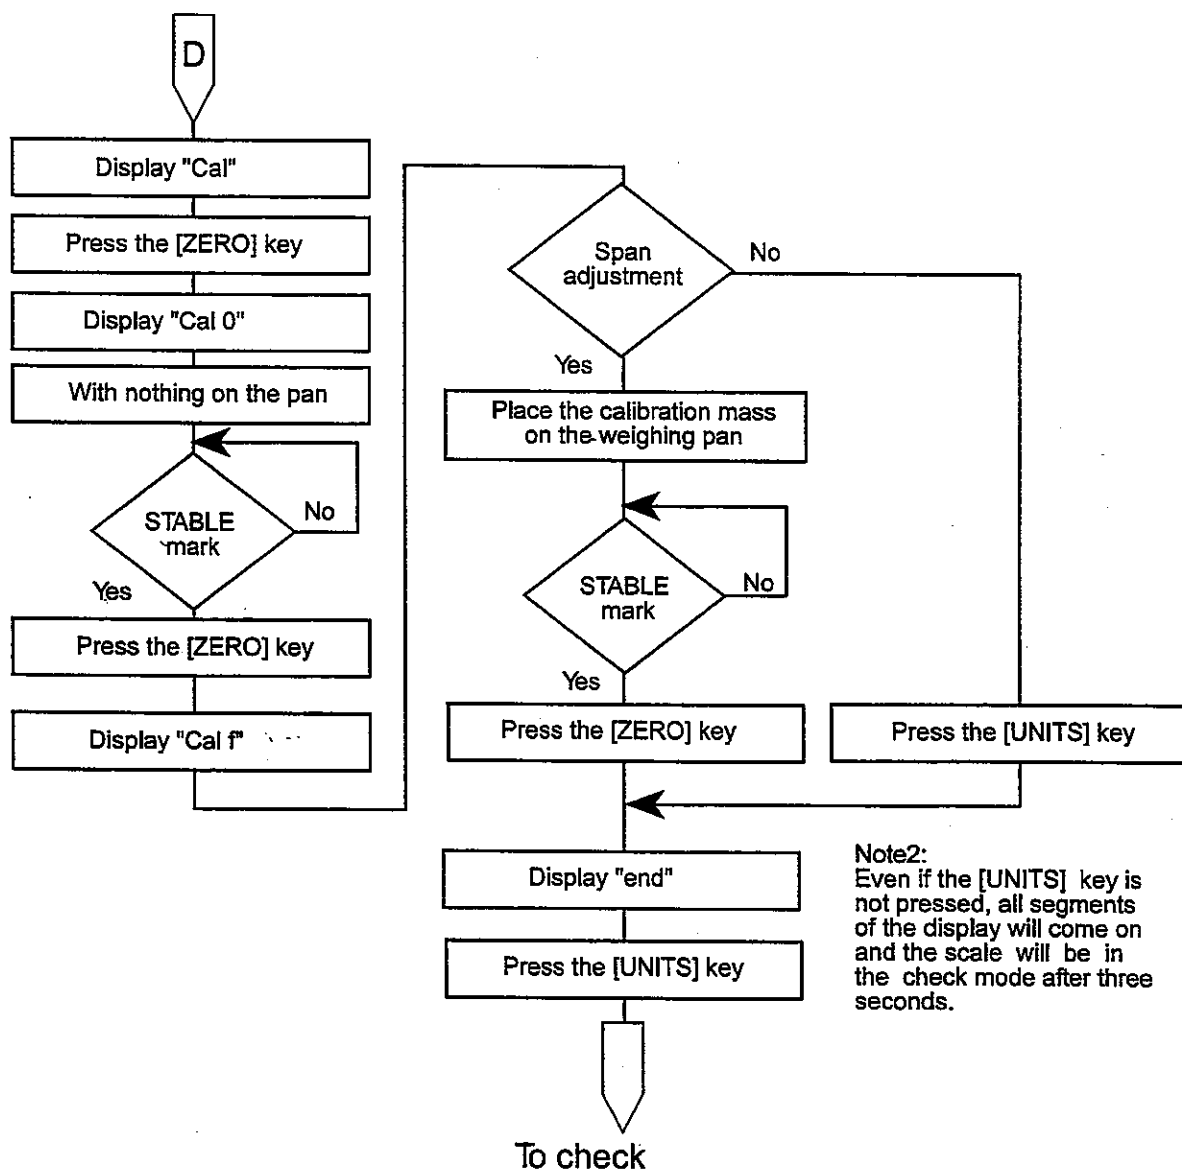 D
Display "Cal"
Press the [ZERO] key
Display "Cal 0"
With nothing on the pan
STABLE
mark
No
Yes
Press the [ZERO] key
Display "Cal f"
Span
adjustment
No
Yes
Place the calibration mass
on the weighing pan
STABLE
mark
No
Yes
Press the [ZERO] key
Press the [UNITS] key
Display "end"
Press the [UNITS] key
Note2:
Even if the [UNITS] key is
not pressed, all segments
of the display will come on
and the scale will be in
the check mode after three
seconds.
To check